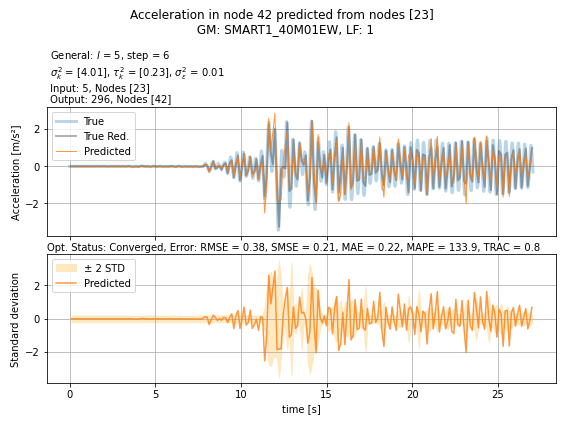 Acceleration in node 42 predicted from nodes [23]
GM: SMART1_40M01EW, LF: 1
General: l = 5, step = 6
σ²ₖ = [4.01], τ²ₖ = [0.23], σ²ε = 0.01
Input: 5, Nodes [23]
Output: 296, Nodes [42]
True
True Red.
Predicted
Acceleration [m/s²]
2
0
−2
Opt. Status: Converged, Error: RMSE = 0.38, SMSE = 0.21, MAE = 0.22, MAPE = 133.9, TRAC = 0.8
± 2 STD
Predicted
Standard deviation
2
0
−2
0 5 10 15 20 25
time [s]